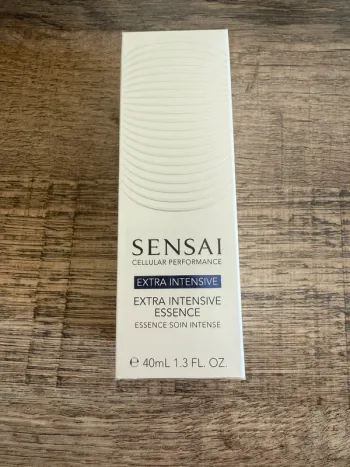 SENSAI
CELLULAR PERFORMANCE
EXTRA INTENSIVE
EXTRA INTENSIVE
ESSENCE
ESSENCE SOIN INTENSE
℮ 40mL 1.3 FL. OZ.